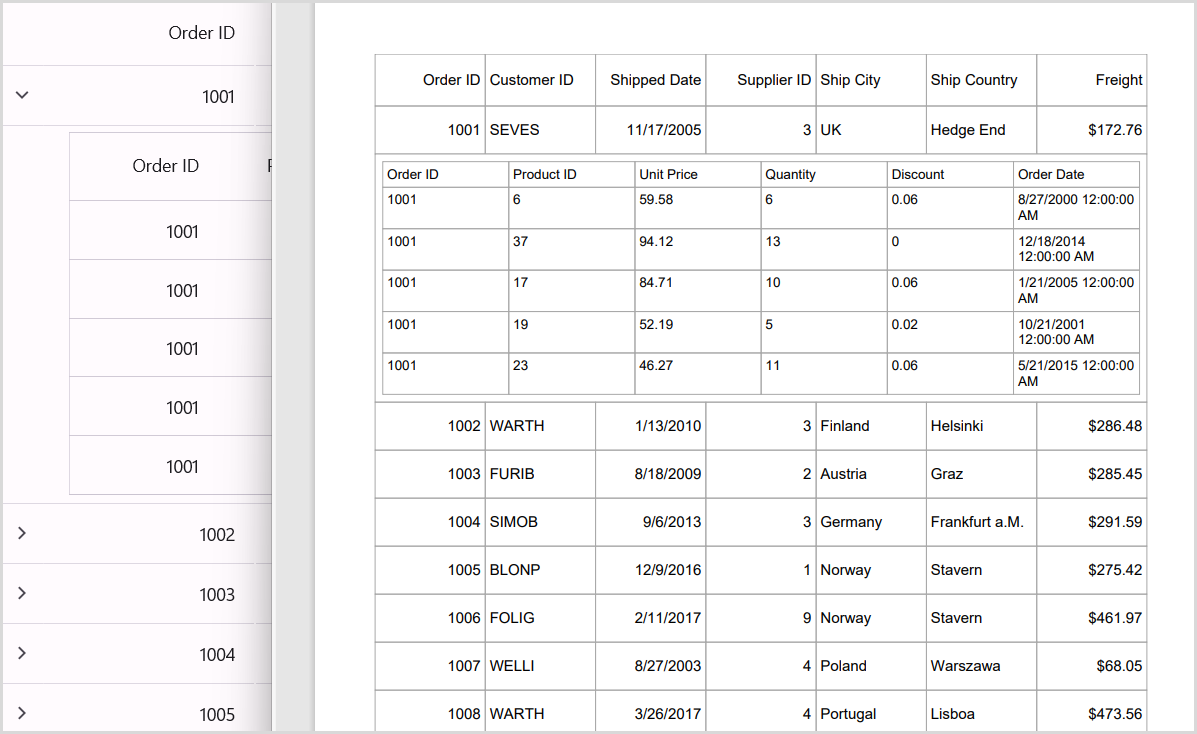 Order ID
1001
Order ID
1001
1001
1001
1001
1001
1002
1003
1004
1005
Order ID Customer ID Shipped Date Supplier ID Ship City Ship Country Freight
1001 SEVES 11/17/2005 3 UK Hedge End $172.76
Order ID Product ID Unit Price Quantity Discount Order Date
1001 6 59.58 6 0.06 8/27/2000 12:00:00
AM
1001 37 94.12 13 0 12/18/2014
12:00:00 AM
1001 17 84.71 10 0.06 1/21/2005 12:00:00
AM
1001 19 52.19 5 0.02 10/21/2001
12:00:00 AM
1001 23 46.27 11 0.06 5/21/2015 12:00:00
AM
1002 WARTH 1/13/2010 3 Finland Helsinki $286.48
1003 FURIB 8/18/2009 2 Austria Graz $285.45
1004 SIMOB 9/6/2013 3 Germany Frankfurt a.M. $291.59
1005 BLONP 12/9/2016 1 Norway Stavern $275.42
1006 FOLIG 2/11/2017 9 Norway Stavern $461.97
1007 WELLI 8/27/2003 4 Poland Warszawa $68.05
1008 WARTH 3/26/2017 4 Portugal Lisboa $473.56